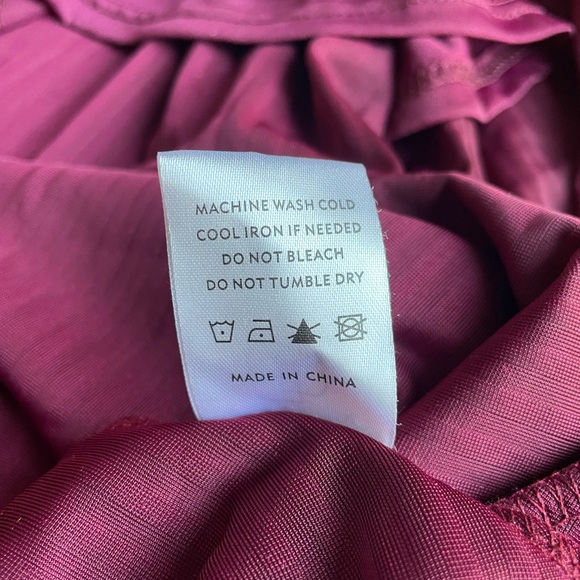 MACHINE WASH COLD
COOL IRON IF NEEDED
DO NOT BLEACH
DO NOT TUMBLE DRY
MADE IN CHINA